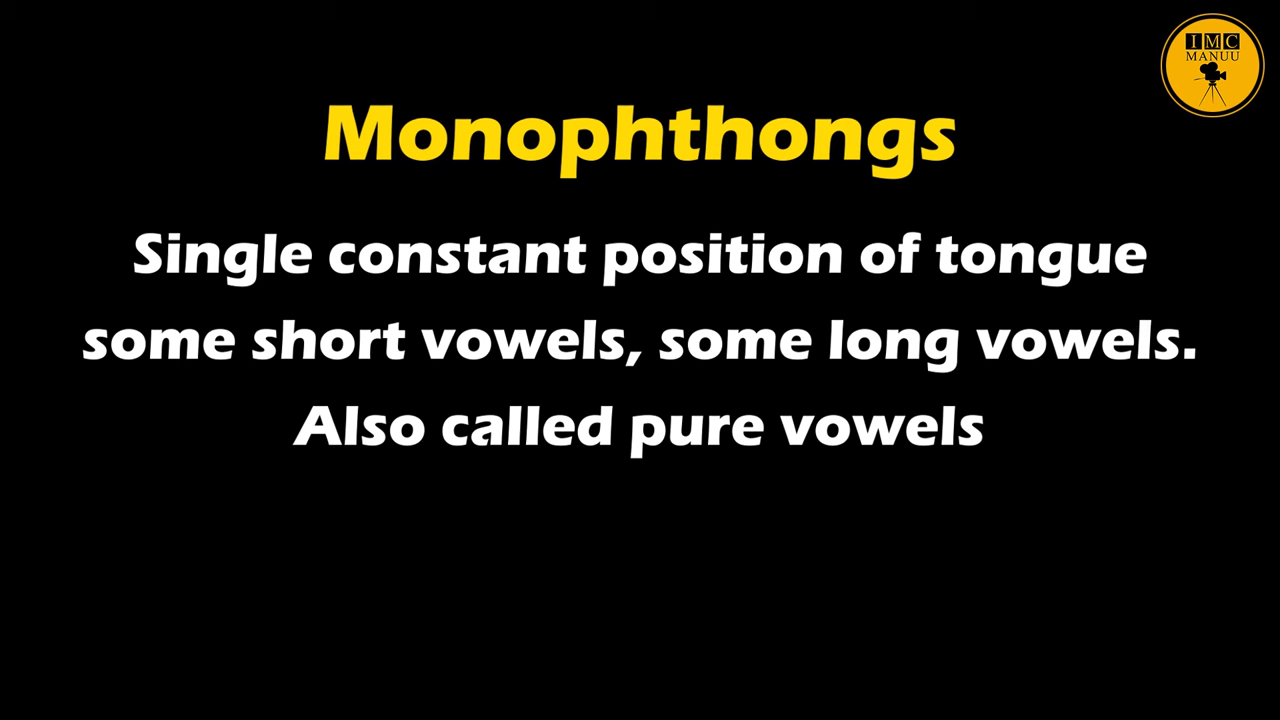 IMC
MANUU
Monophthongs
Single constant position of tongue
some short vowels, some long vowels.
Also called pure vowels